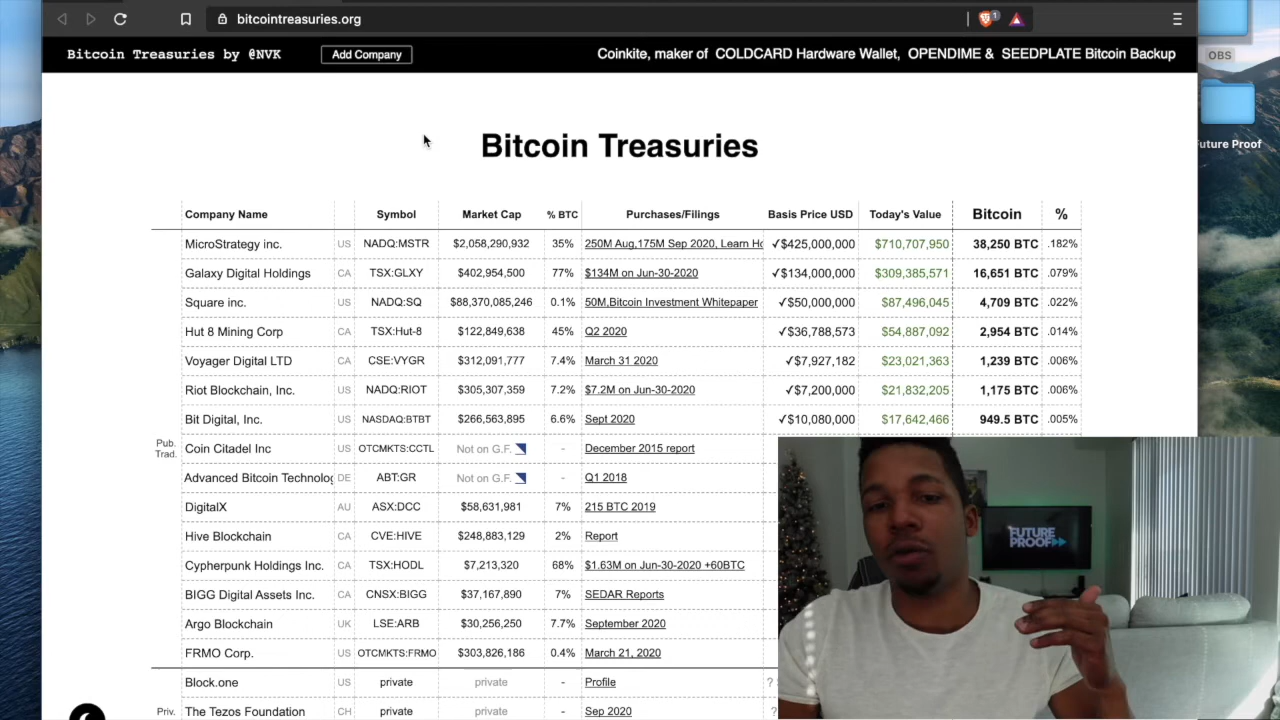 bitcointreasuries.org
1
OBS
Bitcoin Treasuries by @NVK Add Company Coinkite, maker of COLDCARD Hardware Wallet, OPENDIME & SEEDPLATE Bitcoin Backup
uture Proof
Bitcoin Treasuries
Company Name Symbol Market Cap % BTC Purchases/Filings Basis Price USD Today's Value Bitcoin %
MicroStrategy inc. US NADQ:MSTR $2,058,290,932 35% 250M Aug,175M Sep 2020, Learn Ho ✓$425,000,000 $710,707,950 38,250 BTC .182%
Galaxy Digital Holdings CA TSX:GLXY $402,954,500 77% $134M on Jun-30-2020 ✓$134,000,000 $309,385,571 16,651 BTC .079%
Square inc. US NADQ:SQ $88,370,085,246 0.1% 50M,Bitcoin Investment Whitepaper ✓$50,000,000 $87,496,045 4,709 BTC .022%
Hut 8 Mining Corp CA TSX:Hut-8 $122,849,638 45% Q2 2020 ✓$36,788,573 $54,887,092 2,954 BTC .014%
Voyager Digital LTD CA CSE:VYGR $312,091,777 7.4% March 31 2020 ✓$7,927,182 $23,021,363 1,239 BTC .006%
Riot Blockchain, Inc. US NADQ:RIOT $305,307,359 7.2% $7.2M on Jun-30-2020 ✓$7,200,000 $21,832,205 1,175 BTC .006%
Bit Digital, Inc. US NASDAQ:BTBT $266,563,895 6.6% Sept 2020 ✓$10,080,000 $17,642,466 949.5 BTC .005%
Pub. Trad.
Coin Citadel Inc US OTCMKTS:CCTL Not on G.F. - December 2015 report
Advanced Bitcoin Technolog DE ABT:GR Not on G.F. - Q1 2018
DigitalX AU ASX:DCC $58,631,981 7% 215 BTC 2019
Hive Blockchain CA CVE:HIVE $248,883,129 2% Report
Cypherpunk Holdings Inc. CA TSX:HODL $7,213,320 68% $1.63M on Jun-30-2020 +60BTC
BIGG Digital Assets Inc. CA CNSX:BIGG $37,167,890 7% SEDAR Reports
Argo Blockchain UK LSE:ARB $30,256,250 7.7% September 2020
FRMO Corp. US OTCMKTS:FRMO $303,826,186 0.4% March 21, 2020
Block.one US private private - Profile ?
Priv. The Tezos Foundation CH private private - Sep 2020 ?
FUTURE
PROOF